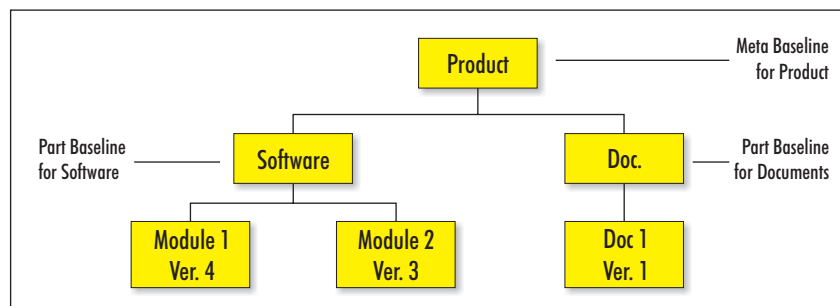 Product
Meta Baseline
for Product
Part Baseline
for Software
Software
Doc.
Part Baseline
for Documents
Module 1
Ver. 4
Module 2
Ver. 3
Doc 1
Ver. 1